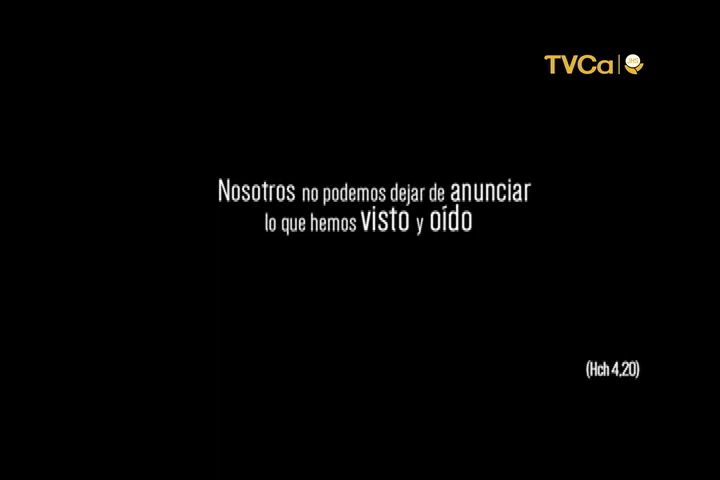 TVCa
Nosotros no podemos dejar de anunciar
lo que hemos visto y oído
(Hch 4,20)